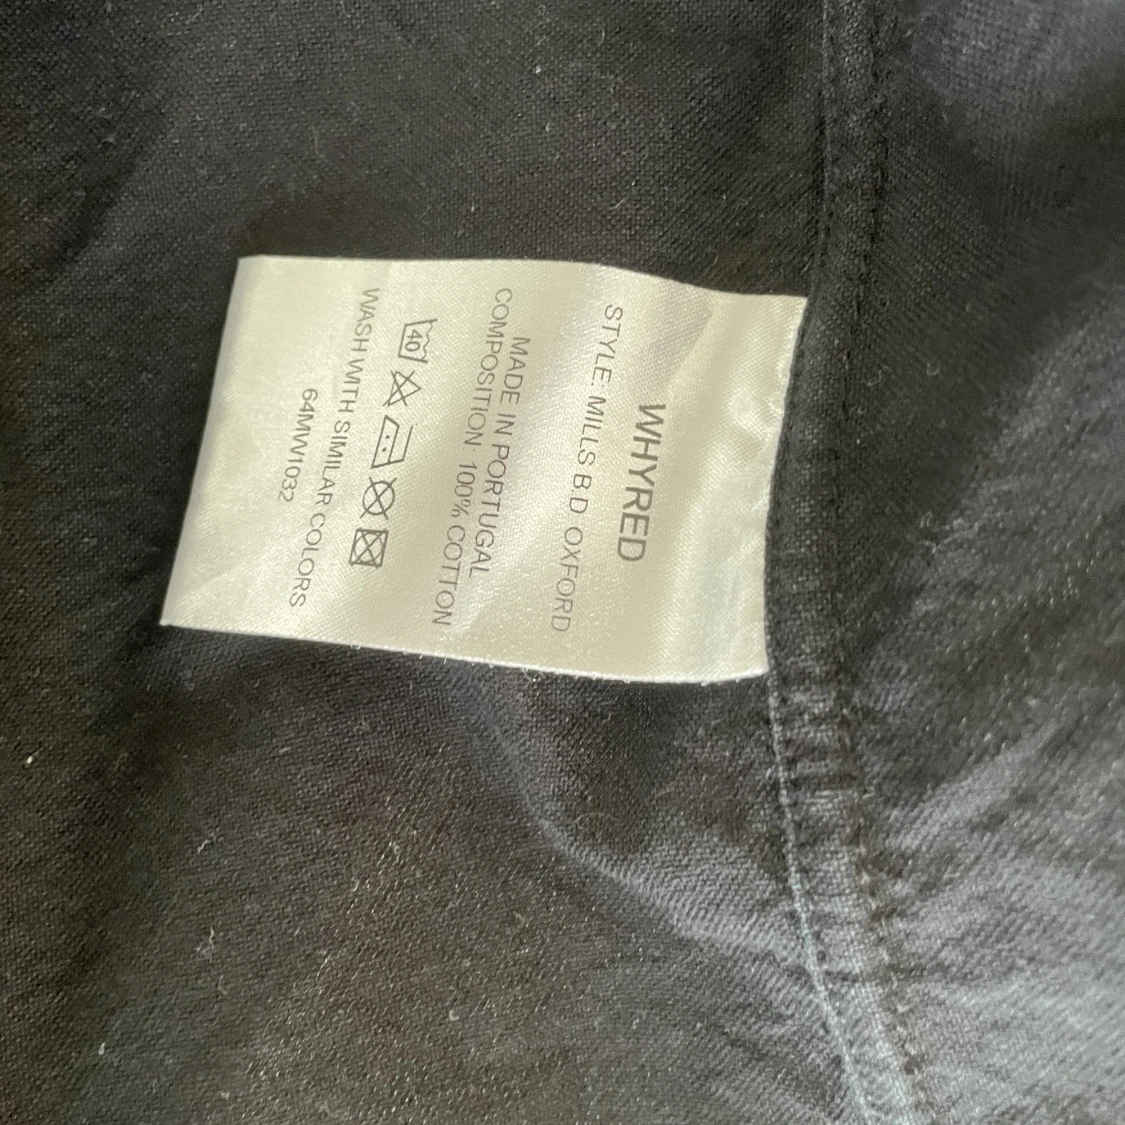 WHYRED
STYLE: MILLS B.D OXFORD
MADE IN PORTUGAL
COMPOSITION: 100% COTTON
40
WASH WITH SIMILAR COLORS
64MW1032